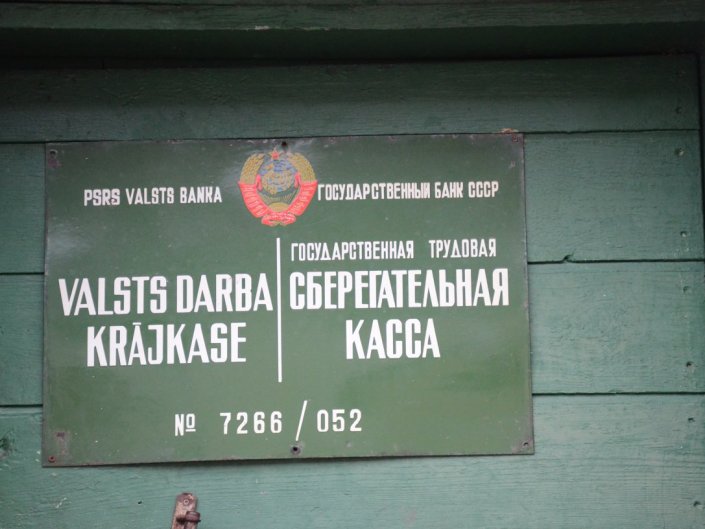 PSRS VALSTS BANKA
ГОСУДАРСТВЕННЫЙ БАНК СССР
VALSTS DARBA
KRĀJKASE
ГОСУДАРСТВЕННАЯ ТРУДОВАЯ
СБЕРЕГАТЕЛЬНАЯ
КАССА
№ 7266/052